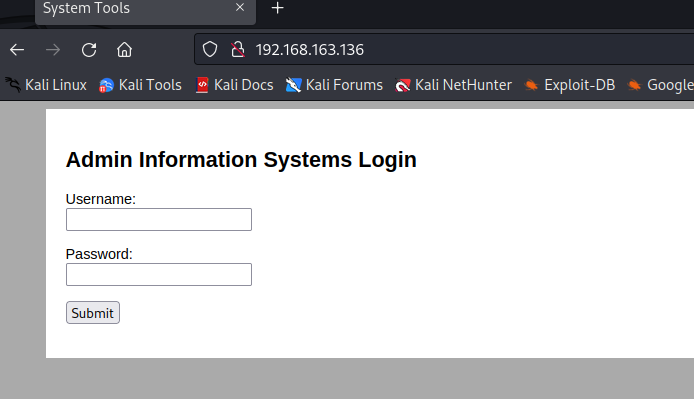 System Tools
192.168.163.136
Kali Linux Kali Tools Kali Docs Kali Forums Kali NetHunter Exploit-DB Google
Admin Information Systems Login
Username:
Password:
Submit